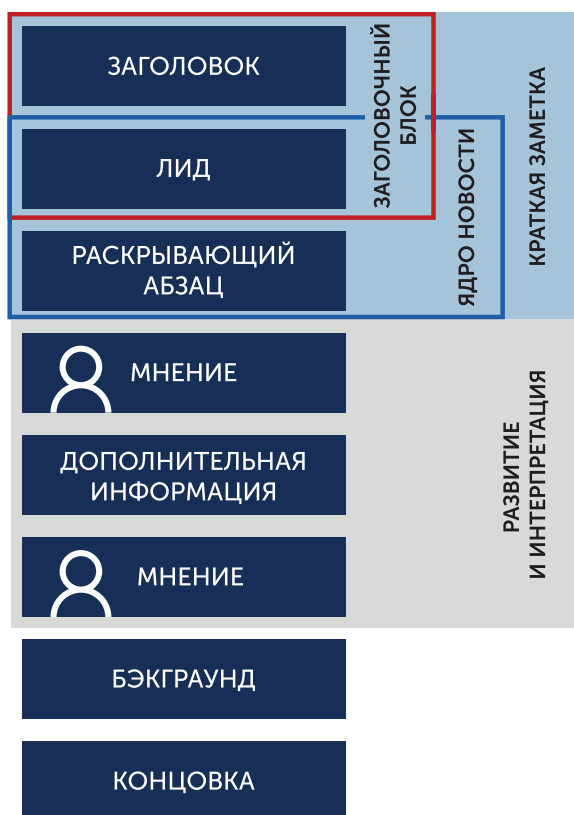 ЗАГОЛОВОК
ЛИД
РАСКРЫВАЮЩИЙ
АБЗАЦ
ЗАГОЛОВОЧНЫЙ
БЛОК
ЯДРО НОВОСТИ
КРАТКАЯ ЗАМЕТКА
МНЕНИЕ
ДОПОЛНИТЕЛЬНАЯ
ИНФОРМАЦИЯ
МНЕНИЕ
РАЗВИТИЕ
И ИНТЕРПРЕТАЦИЯ
БЭКГРАУНД
КОНЦОВКА